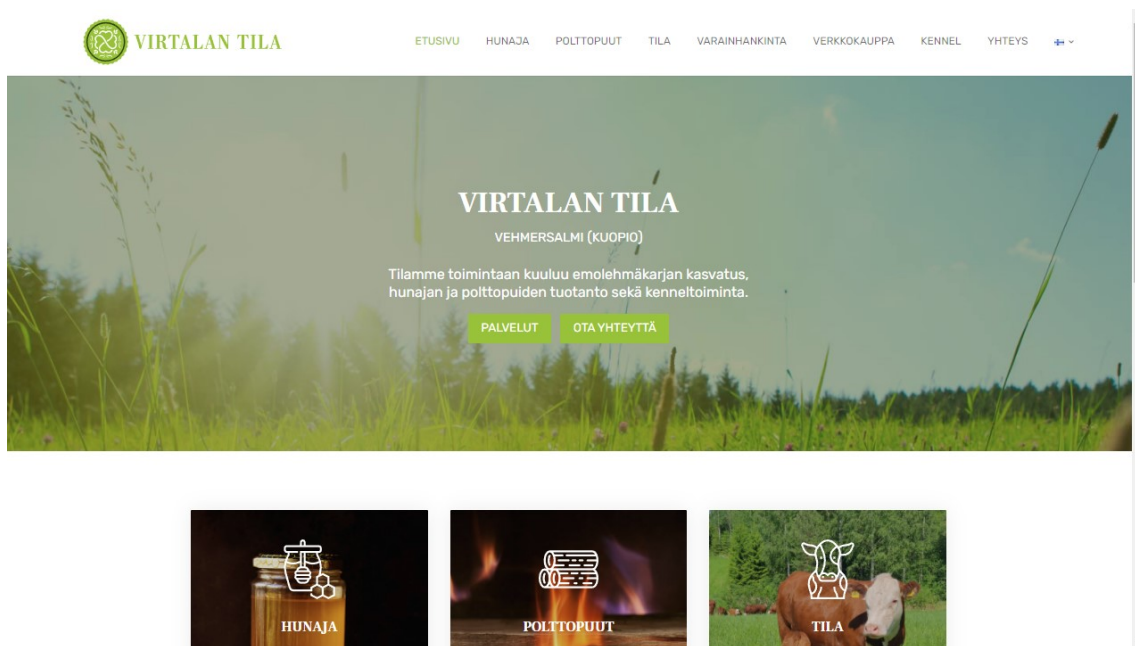 VIRTALAN TILA
ETUSIVU HUNAJA POLTTOPUUT TILA VARAINHANKINTA VERKKOKAUPPA KENNEL YHTEYS
VIRTALAN TILA
VEHMERSALMI (KUOPIO)
Tilamme toimintaan kuuluu emolehmäkarjan kasvatus,
hunajan ja polttopuiden tuotanto sekä kenneltoiminta.
PALVELUT OTA YHTEYTTÄ
HUNAJA POLTTOPUUT TILA